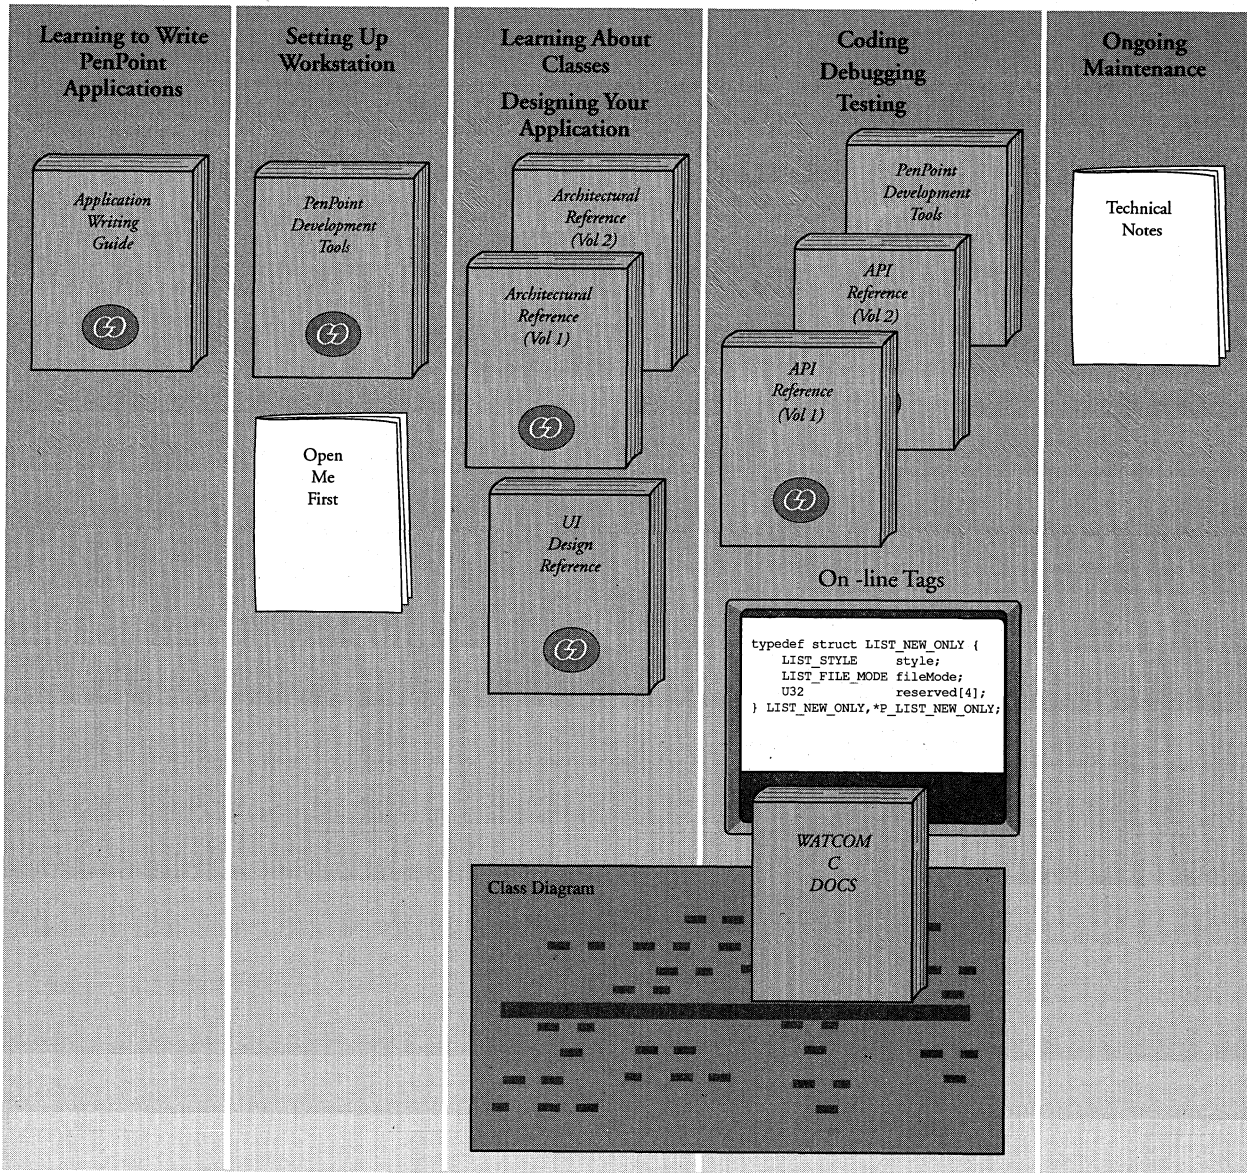 Learning to Write
PenPoint
Applications
Setting Up
Workstation
Learning About
Classes
Designing Your
Application
Coding
Debugging
Testing
Ongoing
Maintenance
Application
Writing
Guide
PenPoint
Development
Tools
Open
Me
First
Architectural
Reference
(Vol 2)
Architectural
Reference
(Vol 1)
UI
Design
Reference
PenPoint
Development
Tools
API
Reference
(Vol 2)
API
Reference
(Vol 1)
Technical
Notes
On -line Tags
typedef struct LIST_NEW_ONLY {
LIST_STYLE style;
LIST_FILE_MODE fileMode;
U32 reserved[4];
} LIST_NEW_ONLY,*P_LIST_NEW_ONLY;
WATCOM
C
DOCS
Class Diagram